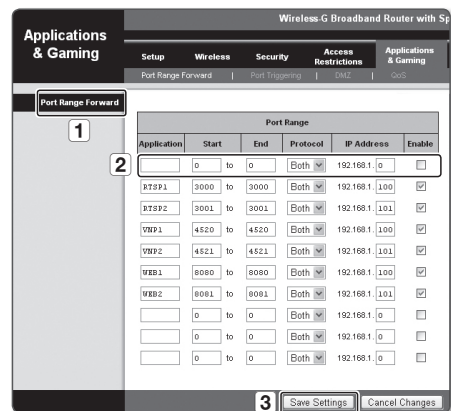 Wireless-G Broadband Router with Sp
Applications
& Gaming
Setup Wireless Security Access Restrictions Applications & Gaming
Port Range Forward | Port Triggering | DMZ | QoS
Port Range Forward
1
Port Range
Application Start End Protocol IP Address Enable
2
0 to 0 Both 192.168.1. 0
RTSP1 3000 to 3000 Both 192.168.1. 100
RTSP2 3001 to 3001 Both 192.168.1. 101
VNP1 4520 to 4520 Both 192.168.1. 100
VNP2 4521 to 4521 Both 192.168.1. 101
WEB1 8080 to 8080 Both 192.168.1. 100
WEB2 8081 to 8081 Both 192.168.1. 101
0 to 0 Both 192.168.1. 0
0 to 0 Both 192.168.1. 0
0 to 0 Both 192.168.1. 0
3 Save Settings Cancel Changes